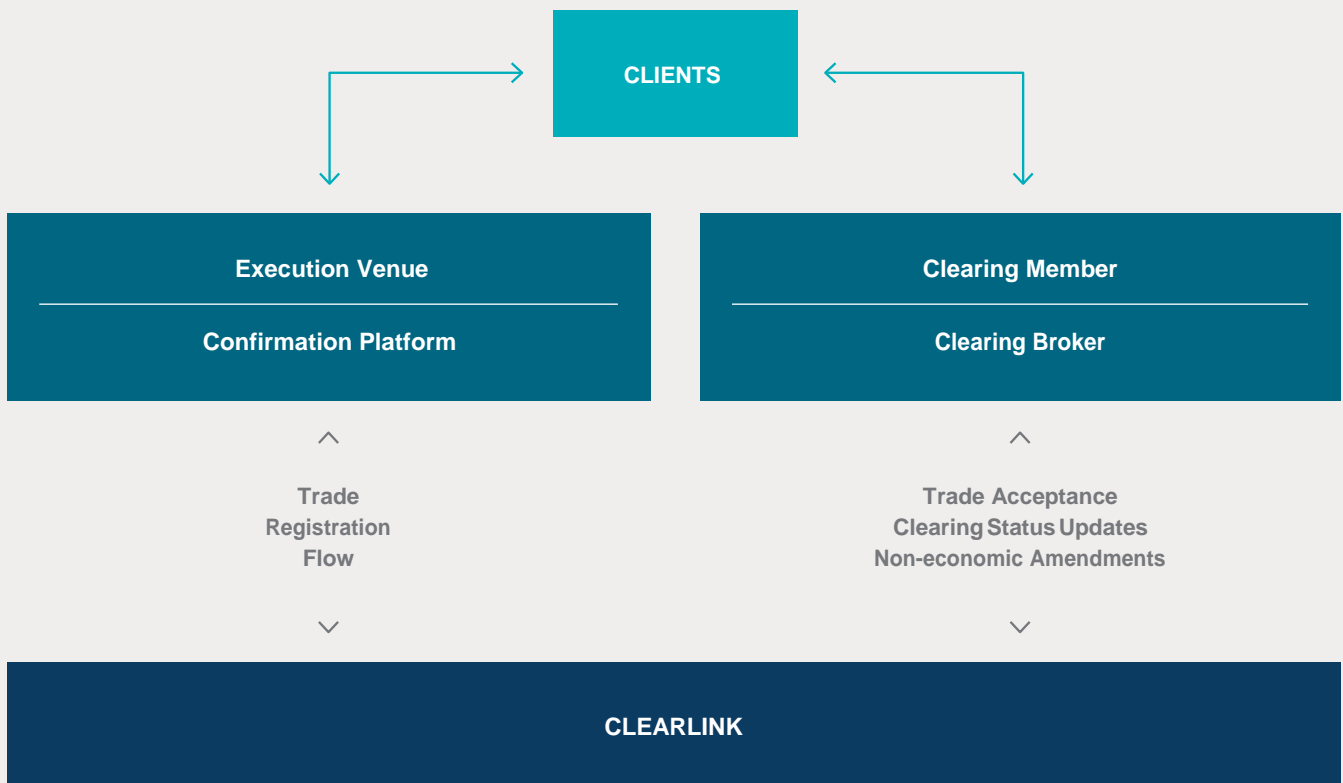 CLIENTS
Execution Venue
Confirmation Platform
Clearing Member
Clearing Broker
Trade
Registration
Flow
Trade Acceptance
Clearing Status Updates
Non-economic Amendments
CLEARLINK